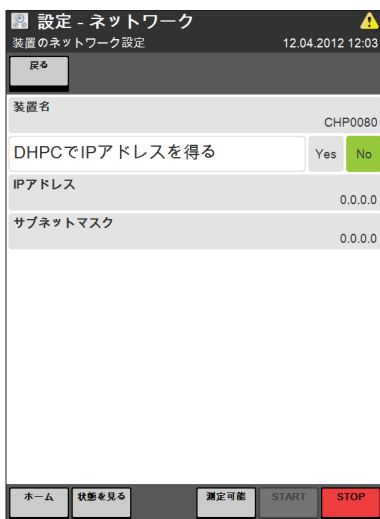 設定 - ネットワーク
装置のネットワーク設定 12.04.2012 12:03
戻る
装置名
CHP0080
DHPCでIPアドレスを得る Yes No
IPアドレス
0.0.0.0
サブネットマスク
0.0.0.0
ホーム 状態を見る 測定可能 START STOP